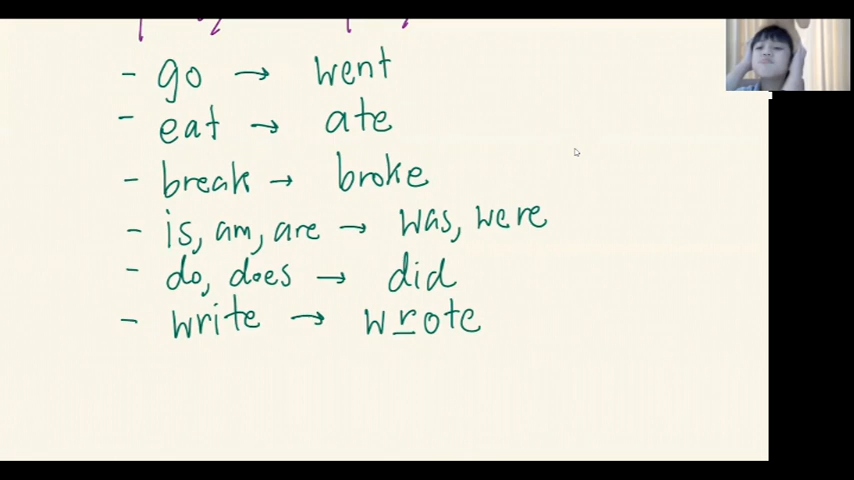 - go → went
- eat → ate
- break → broke
- is, am, are → was, were
- do, does → did
- write → wrote